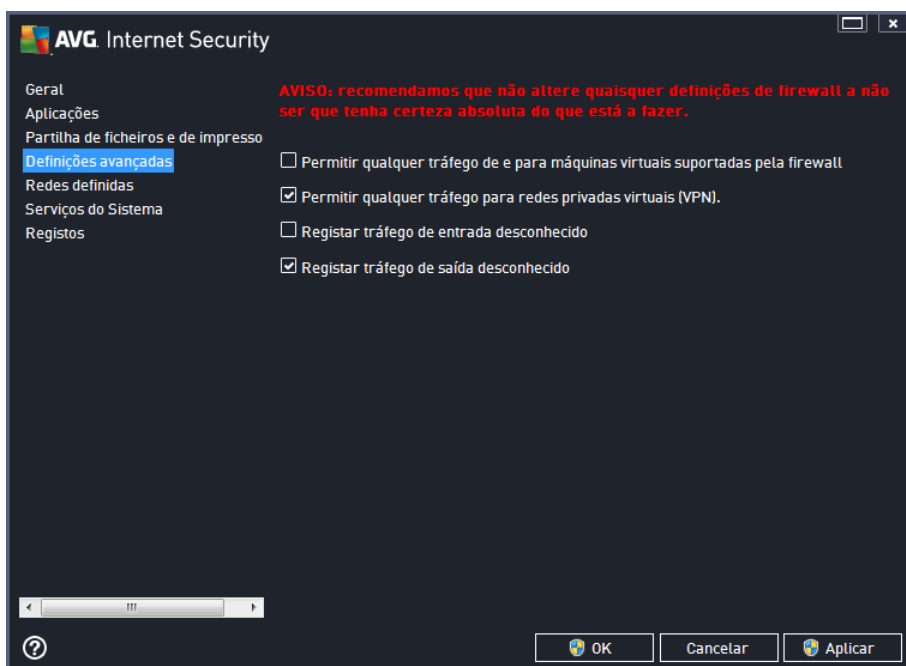 AVG. Internet Security
Geral
Aplicações
Partilha de ficheiros e de impresso
Definições avançadas
Redes definidas
Serviços do Sistema
Registos
AVISO: recomendamos que não altere quaisquer definições de firewall a não
ser que tenha certeza absoluta do que está a fazer.
Permitir qualquer tráfego de e para máquinas virtuais suportadas pela firewall
Permitir qualquer tráfego para redes privadas virtuais (VPN).
Registar tráfego de entrada desconhecido
Registar tráfego de saída desconhecido
OK
Cancelar
Aplicar